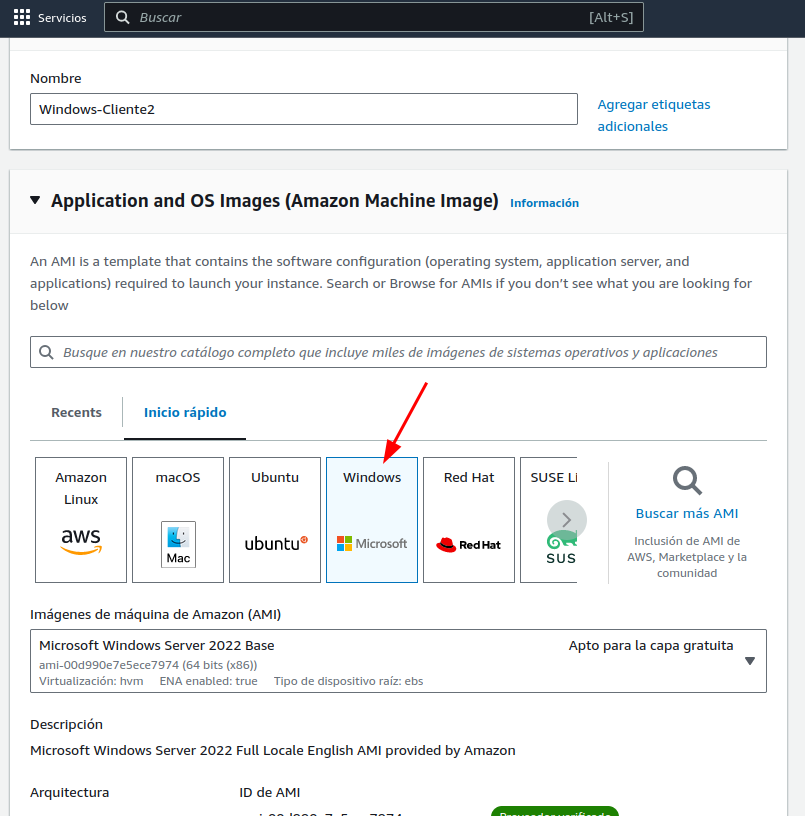 Servicios
Buscar
[Alt+S]
Nombre
Windows-Cliente2
Agregar etiquetas
adicionales
Application and OS Images (Amazon Machine Image)
Información
An AMI is a template that contains the software configuration (operating system, application server, and
applications) required to launch your instance. Search or Browse for AMIs if you don’t see what you are looking for
below
Busque en nuestro catálogo completo que incluye miles de imágenes de sistemas operativos y aplicaciones
Recents
Inicio rápido
Amazon
Linux
aws
macOS
Mac
Ubuntu
ubuntu
Windows
Microsoft
Red Hat
Red Hat
SUSE Li
SUS
Buscar más AMI
Inclusión de AMI de
AWS, Marketplace y la
comunidad
Imágenes de máquina de Amazon (AMI)
Microsoft Windows Server 2022 Base
Apto para la capa gratuita
ami-00d990e7e5ece7974 (64 bits (x86))
Virtualización: hvm ENA enabled: true Tipo de dispositivo raíz: ebs
Descripción
Microsoft Windows Server 2022 Full Locale English AMI provided by Amazon
Arquitectura
ID de AMI